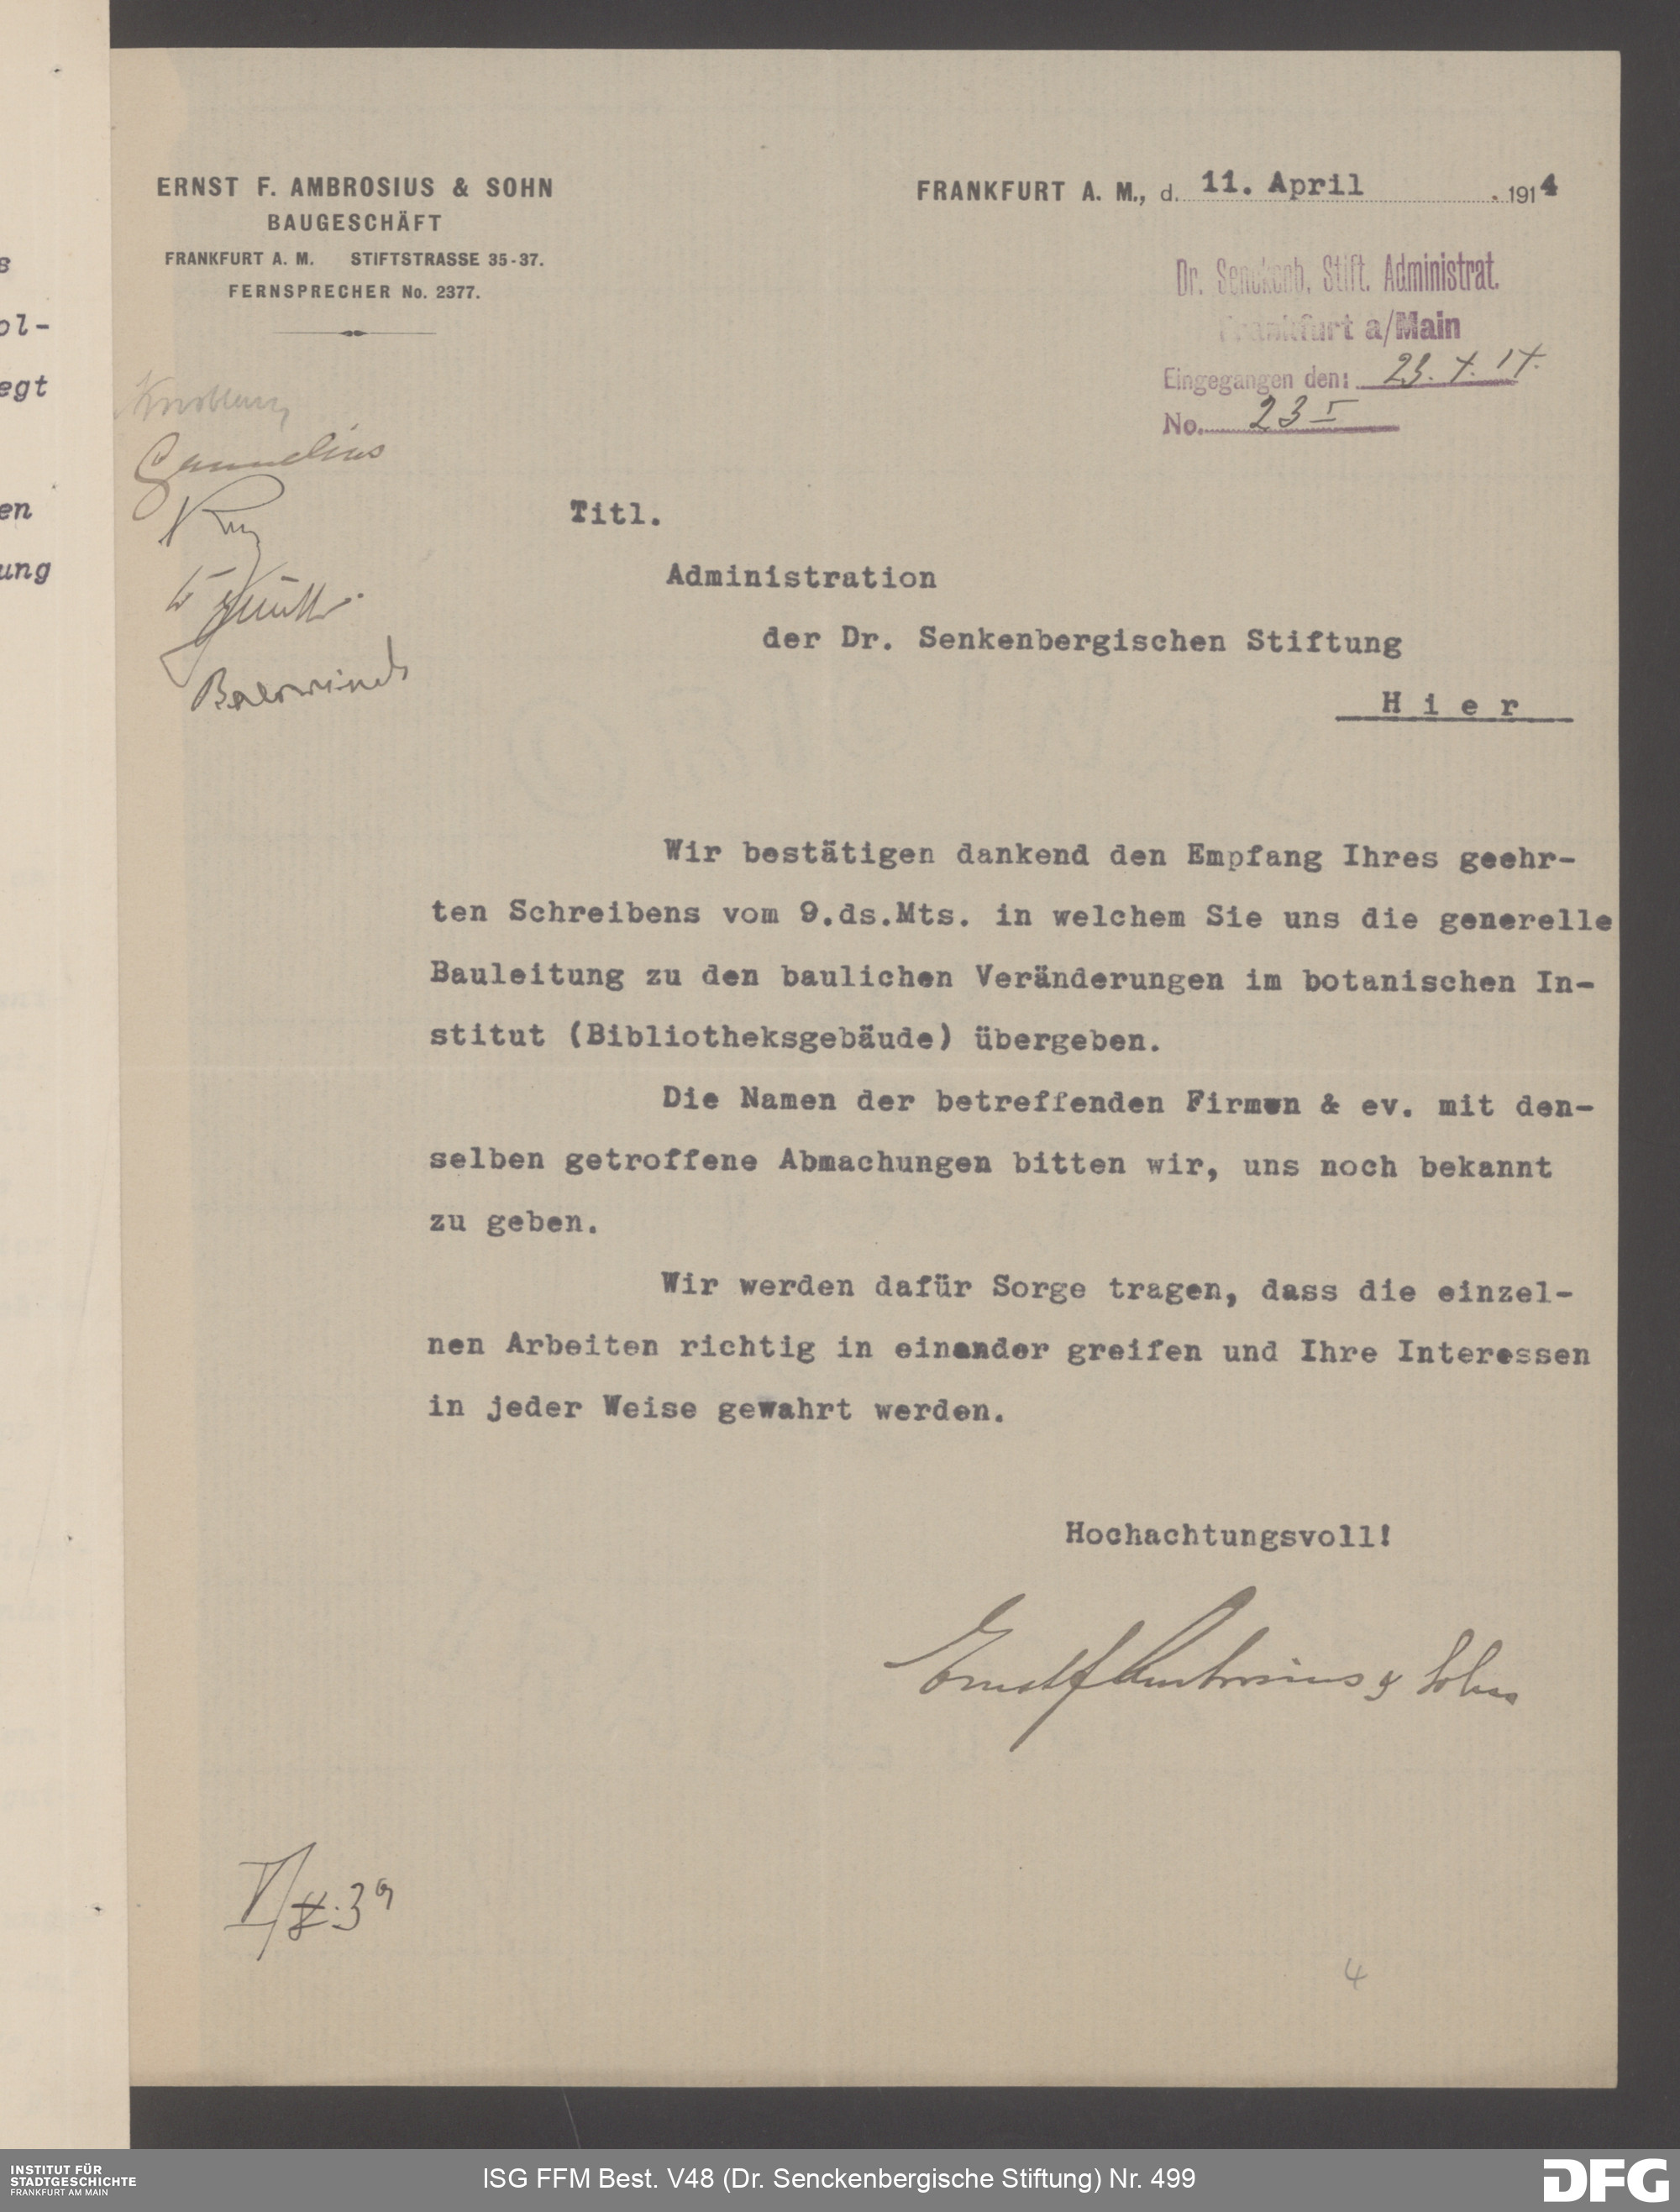 s
ol-
egt
en
ung
ERNST F. AMBROSIUS & SOHN
BAUGESCHÄFT
FRANKFURT A. M. STIFTSTRASSE 35-37.
FERNSPRECHER No. 2377.
FRANKFURT A. M., d. 11. April . 1914
Dr. Senckenb. Stift. Administrat.
Frankfurt a/Main
Eingegangen den: 23. 4. 14.
No. 23 I
Titl.
Administration
der Dr. Senkenbergischen Stiftung
Hier
Wir bestätigen dankend den Empfang Ihres geehr-
ten Schreibens vom 9.ds.Mts. in welchem Sie uns die generelle
Bauleitung zu den baulichen Veränderungen im botanischen In-
stitut (Bibliotheksgebäude) übergeben.
Die Namen der betreffenden Firmen & ev. mit den-
selben getroffene Abmachungen bitten wir, uns noch bekannt
zu geben.
Wir werden dafür Sorge tragen, dass die einzel-
nen Arbeiten richtig in einander greifen und Ihre Interessen
in jeder Weise gewahrt werden.
Hochachtungsvoll!
Ernst F Ambrosius & Sohn
4
INSTITUT FÜR
STADTGESCHICHTE
FRANKFURT AM MAIN
ISG FFM Best. V48 (Dr. Senckenbergische Stiftung) Nr. 499
DFG